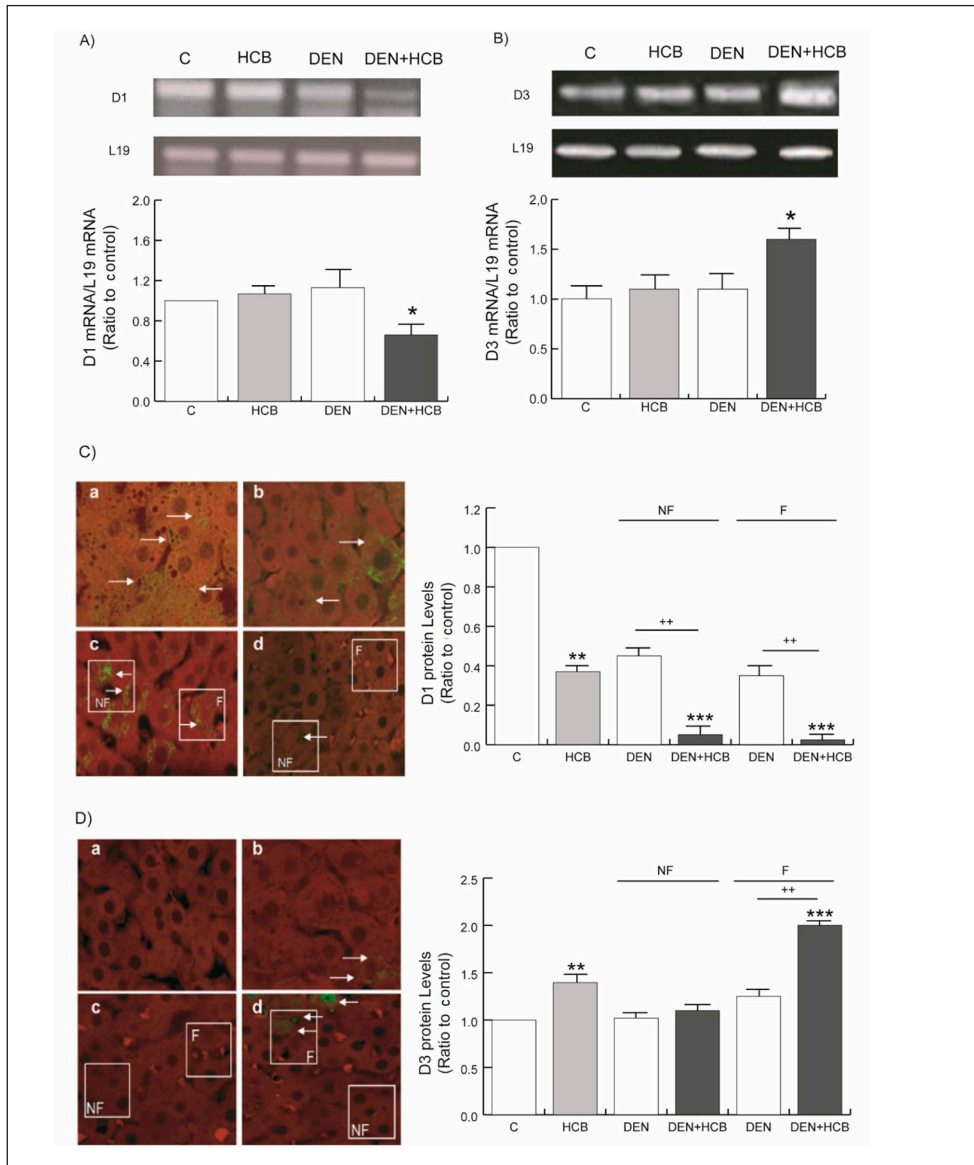 A)
C HCB DEN DEN+HCB
D1
L19
D1 mRNA/L19 mRNA
(Ratio to control)
2.0
1.6
1.2
0.8
0.4
0.0
*
C HCB DEN DEN+HCB
B)
C HCB DEN DEN+HCB
D3
L19
D3 mRNA/L19 mRNA
(Ratio to control)
2.0
1.5
1.0
0.5
0.0
*
C HCB DEN DEN+HCB
C)
a b
c d
NF F
F
NF
D1 protein Levels
(Ratio to control)
1.2
1.0
0.8
0.6
0.4
0.2
0.0
NF F
++ ++
** *** ***
C HCB DEN DEN+HCB DEN DEN+HCB
D)
a b
c d
F
NF
F
NF
D3 protein Levels
(Ratio to control)
2.5
2.0
1.5
1.0
0.5
0.0
NF F
++
** ***
C HCB DEN DEN+HCB DEN DEN+HCB